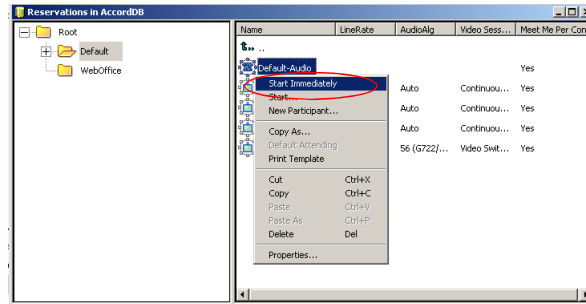 Reservations in AccordDB
Root
Default
WebOffice
Name LineRate AudioAlg Video Sess... Meet Me Per Con
..
Default-Audio Yes
Start Immediately
Start... Auto Continuou... Yes
New Participant... Auto Continuou... Yes
Copy As... Auto Continuou... Yes
Default Attending 56 (G722/... Video Swit... Yes
Print Template
Cut Ctrl+X
Copy Ctrl+C
Paste Ctrl+V
Paste As Ctrl+P
Delete Del
Properties...